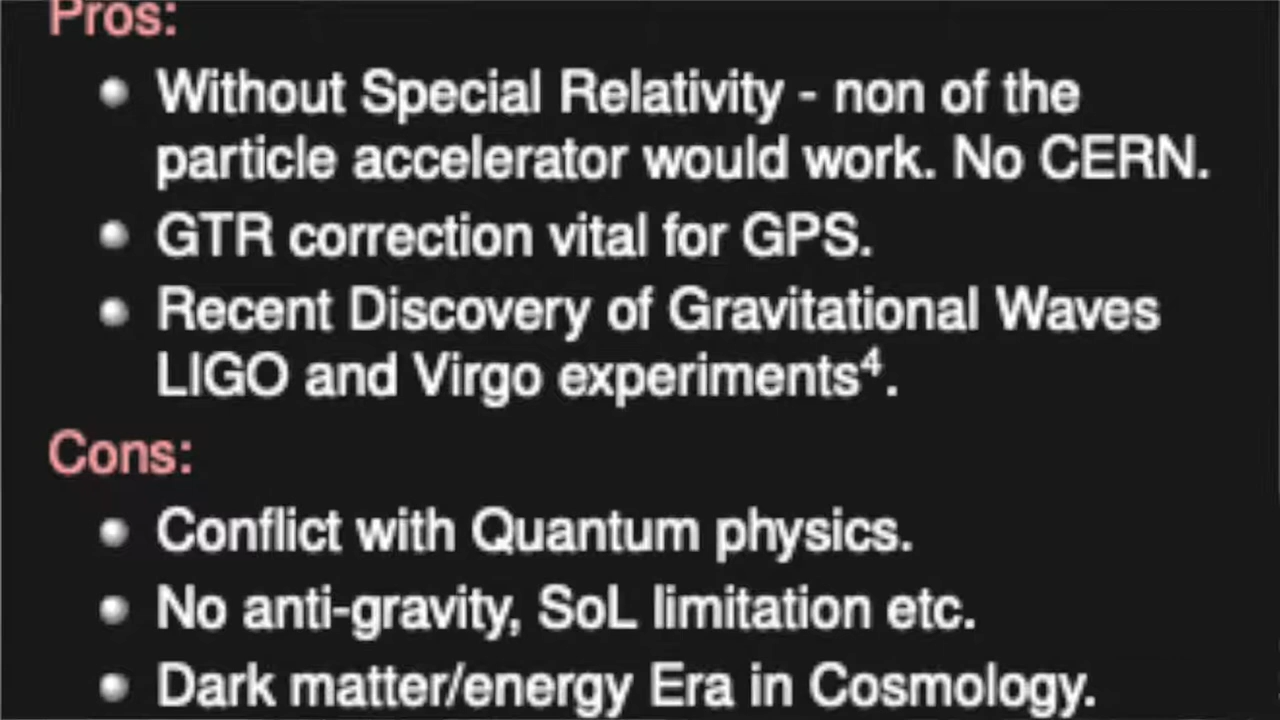 Pros:
Without Special Relativity - non of the
particle accelerator would work. No CERN.
GTR correction vital for GPS.
Recent Discovery of Gravitational Waves
LIGO and Virgo experiments⁴.
Cons:
Conflict with Quantum physics.
No anti-gravity, SoL limitation etc.
Dark matter/energy Era in Cosmology.